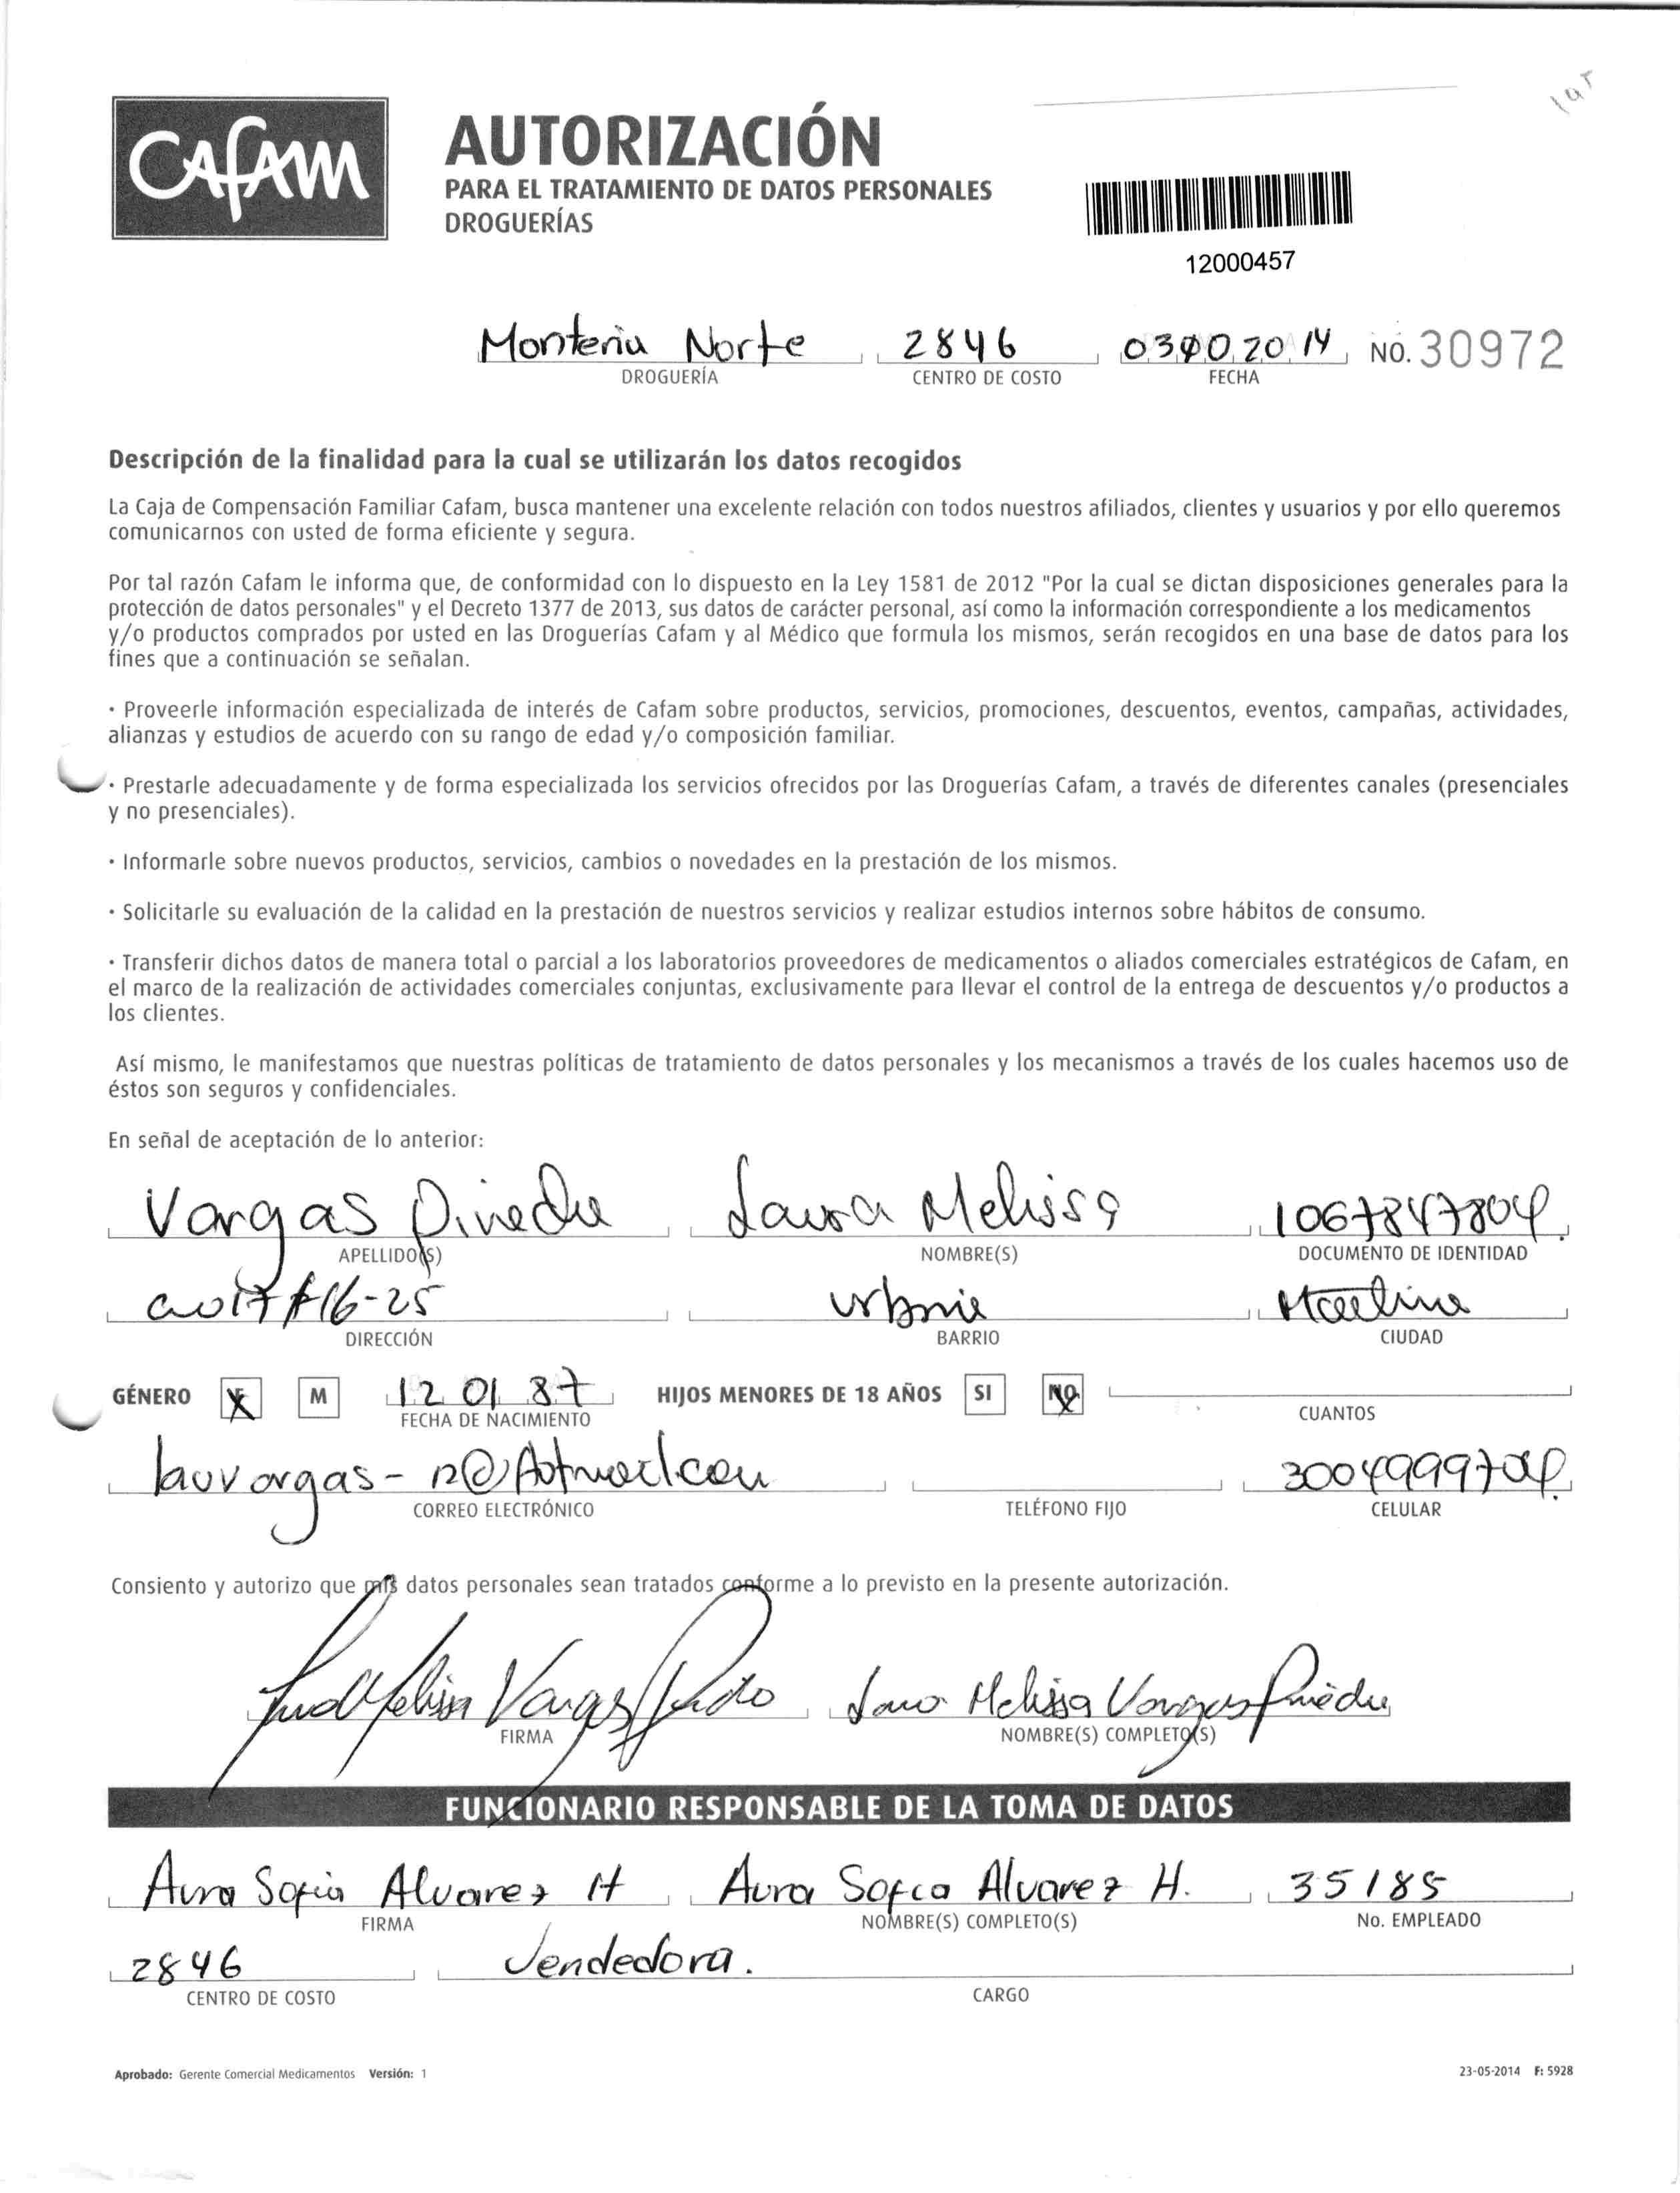 CAFAM
AUTORIZACIÓN
PARA EL TRATAMIENTO DE DATOS PERSONALES
DROGUERÍAS
12000457
Monteria Norte 2846 14 NO. 30972
DROGUERÍA CENTRO DE COSTO FECHA
Descripción de la finalidad para la cual se utilizarán los datos recogidos
La Caja de Compensación Familiar Cafam, busca mantener una excelente relación con todos nuestros afiliados, clientes y usuarios y por ello queremos
comunicarnos con usted de forma eficiente y segura.
Por tal razón Cafam le informa que, de conformidad con lo dispuesto en la Ley 1581 de 2012 "Por la cual se dictan disposiciones generales para la
protección de datos personales" y el Decreto 1377 de 2013, sus datos de carácter personal, así como la información correspondiente a los medicamentos
y/o productos comprados por usted en las Droguerías Cafam y al Médico que formula los mismos, serán recogidos en una base de datos para los
fines que a continuación se señalan.
· Proveerle información especializada de interés de Cafam sobre productos, servicios, promociones, descuentos, eventos, campañas, actividades,
alianzas y estudios de acuerdo con su rango de edad y/o composición familiar.
· Prestarle adecuadamente y de forma especializada los servicios ofrecidos por las Droguerías Cafam, a través de diferentes canales (presenciales
y no presenciales).
· Informarle sobre nuevos productos, servicios, cambios o novedades en la prestación de los mismos.
· Solicitarle su evaluación de la calidad en la prestación de nuestros servicios y realizar estudios internos sobre hábitos de consumo.
· Transferir dichos datos de manera total o parcial a los laboratorios proveedores de medicamentos o aliados comerciales estratégicos de Cafam, en
el marco de la realización de actividades comerciales conjuntas, exclusivamente para llevar el control de la entrega de descuentos y/o productos a
los clientes.
Así mismo, le manifestamos que nuestras políticas de tratamiento de datos personales y los mecanismos a través de los cuales hacemos uso de
éstos son seguros y confidenciales.
En señal de aceptación de lo anterior:
Vargas Pineda Laura Melissa 1067847804
APELLIDO(S) NOMBRE(S) DOCUMENTO DE IDENTIDAD
#16-25
DIRECCIÓN BARRIO CIUDAD
GÉNERO F M 12 01 87 HIJOS MENORES DE 18 AÑOS SI NO
FECHA DE NACIMIENTO CUANTOS
lauvargas-12@hotmail.com 3004999704
CORREO ELECTRÓNICO TELÉFONO FIJO CELULAR
Consiento y autorizo que mis datos personales sean tratados conforme a lo previsto en la presente autorización.
Melissa Vargas Laura Melissa Vargas Pineda
FIRMA NOMBRE(S) COMPLETO(S)
FUNCIONARIO RESPONSABLE DE LA TOMA DE DATOS
Aura Sofia Alvarez H Aura Sofia Alvarez H. 35185
FIRMA NOMBRE(S) COMPLETO(S) No. EMPLEADO
2846 Vendedora.
CENTRO DE COSTO CARGO
Aprobado: Gerente Comercial Medicamentos Versión: 1 23-05-2014 F: 5928